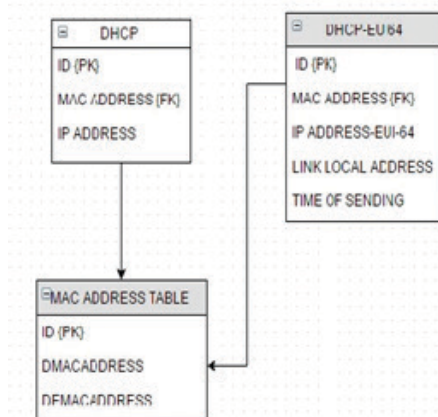 DHCP
ID {PK}
MAC ADDRESS {FK}
IP ADDRESS
DHCP-EUI64
ID {PK}
MAC ADDRESS {FK}
IP ADDRESS-EUI-64
LINK LOCAL ADDRESS
TIME OF SENDING
MAC ADDRESS TABLE
ID {PK}
DMACADDRESS
DEMACADDRESS